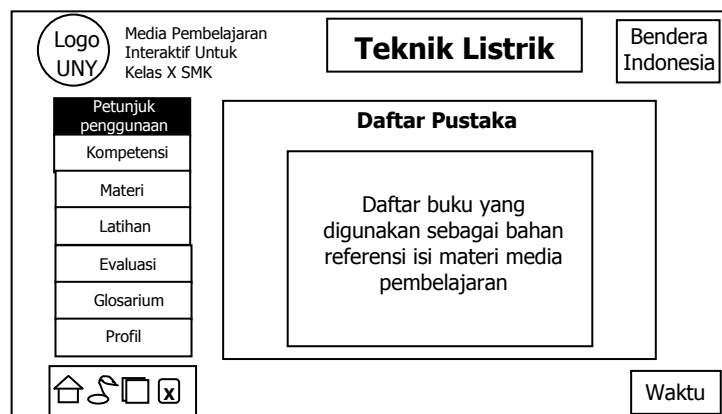 Logo
UNY
Media Pembelajaran
Interaktif Untuk
Kelas X SMK
Teknik Listrik
Bendera
Indonesia
Petunjuk
penggunaan
Kompetensi
Materi
Latihan
Evaluasi
Glosarium
Profil
Daftar Pustaka
Daftar buku yang
digunakan sebagai bahan
referensi isi materi media
pembelajaran
x
Waktu